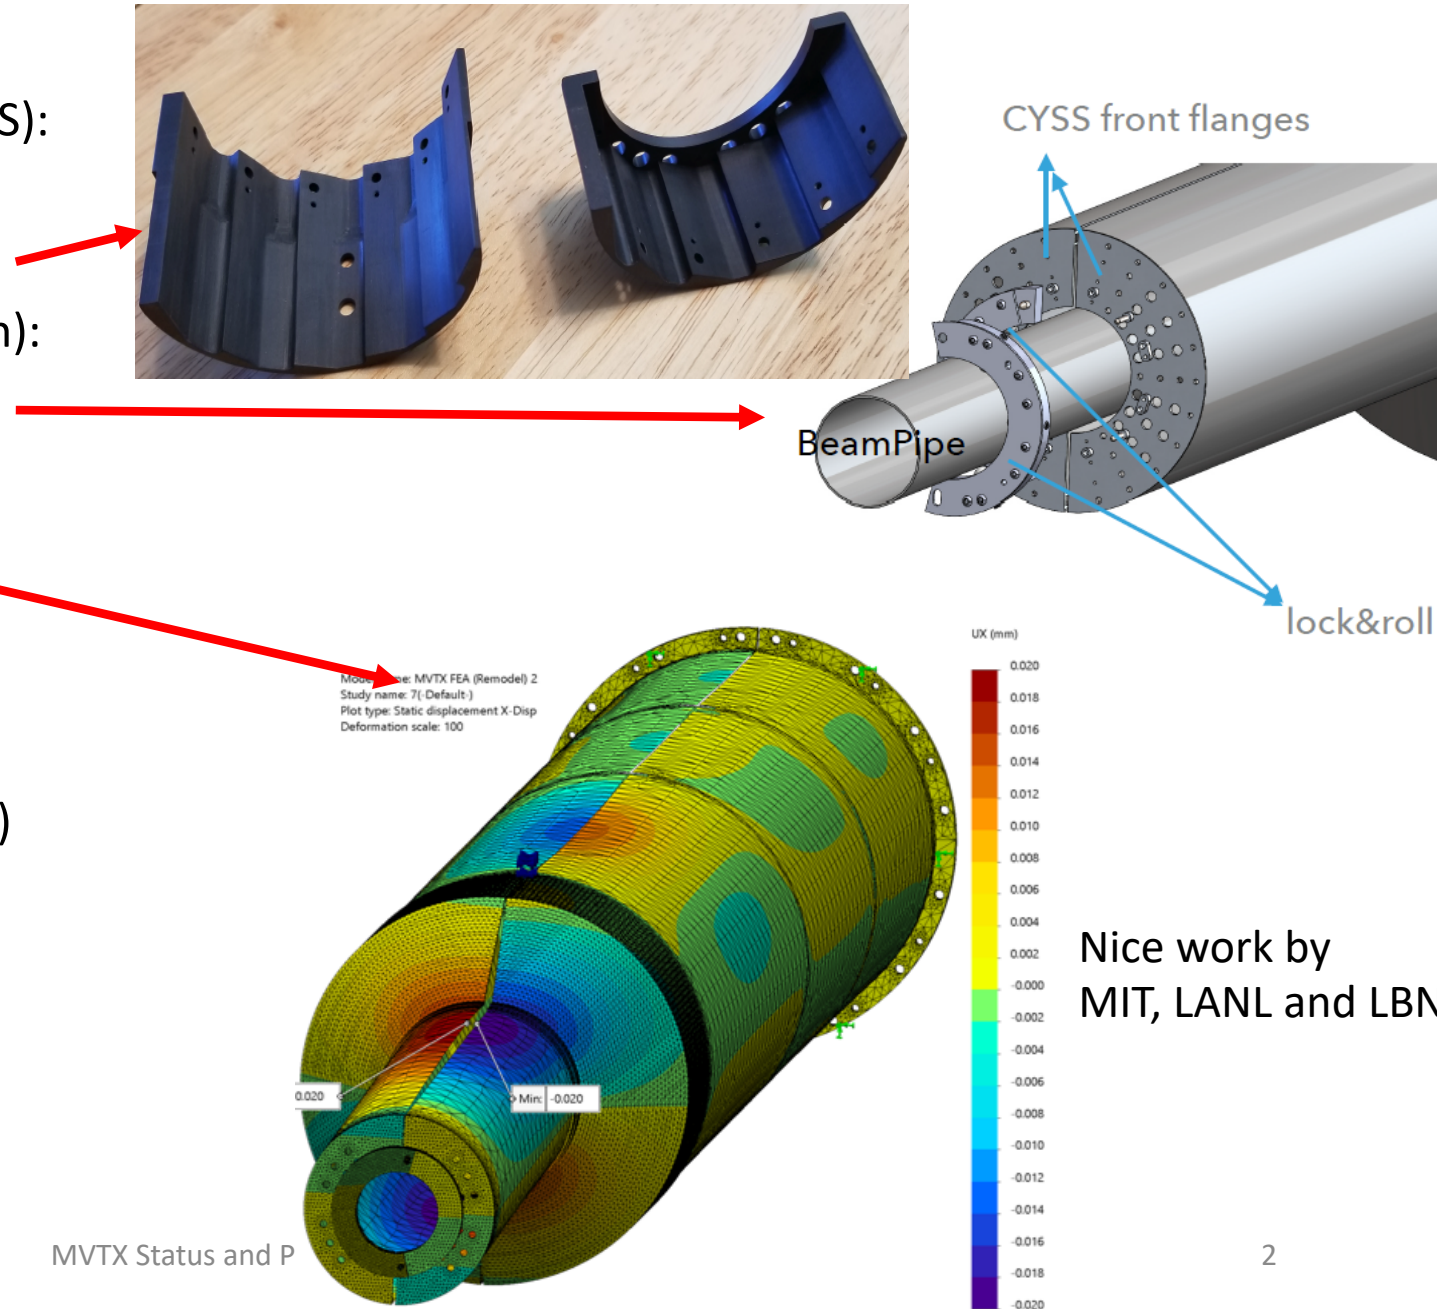 S):
CYSS front flanges
n):
BeamPipe
lock&roll
UX (mm)
Mode
me: MVTX FEA (Remodel) 2
Study name: 7(-Default-)
Plot type: Static displacement X-Disp
Deformation scale: 100
0.020
0.018
0.016
0.014
0.012
0.010
0.008
0.006
0.004
0.002
-0.000
-0.002
-0.004
-0.006
-0.008
-0.010
-0.012
-0.014
-0.016
-0.018
-0.020
)
Nice work by
MIT, LANL and LBN
0.020
Min: -0.020
MVTX Status and P
2